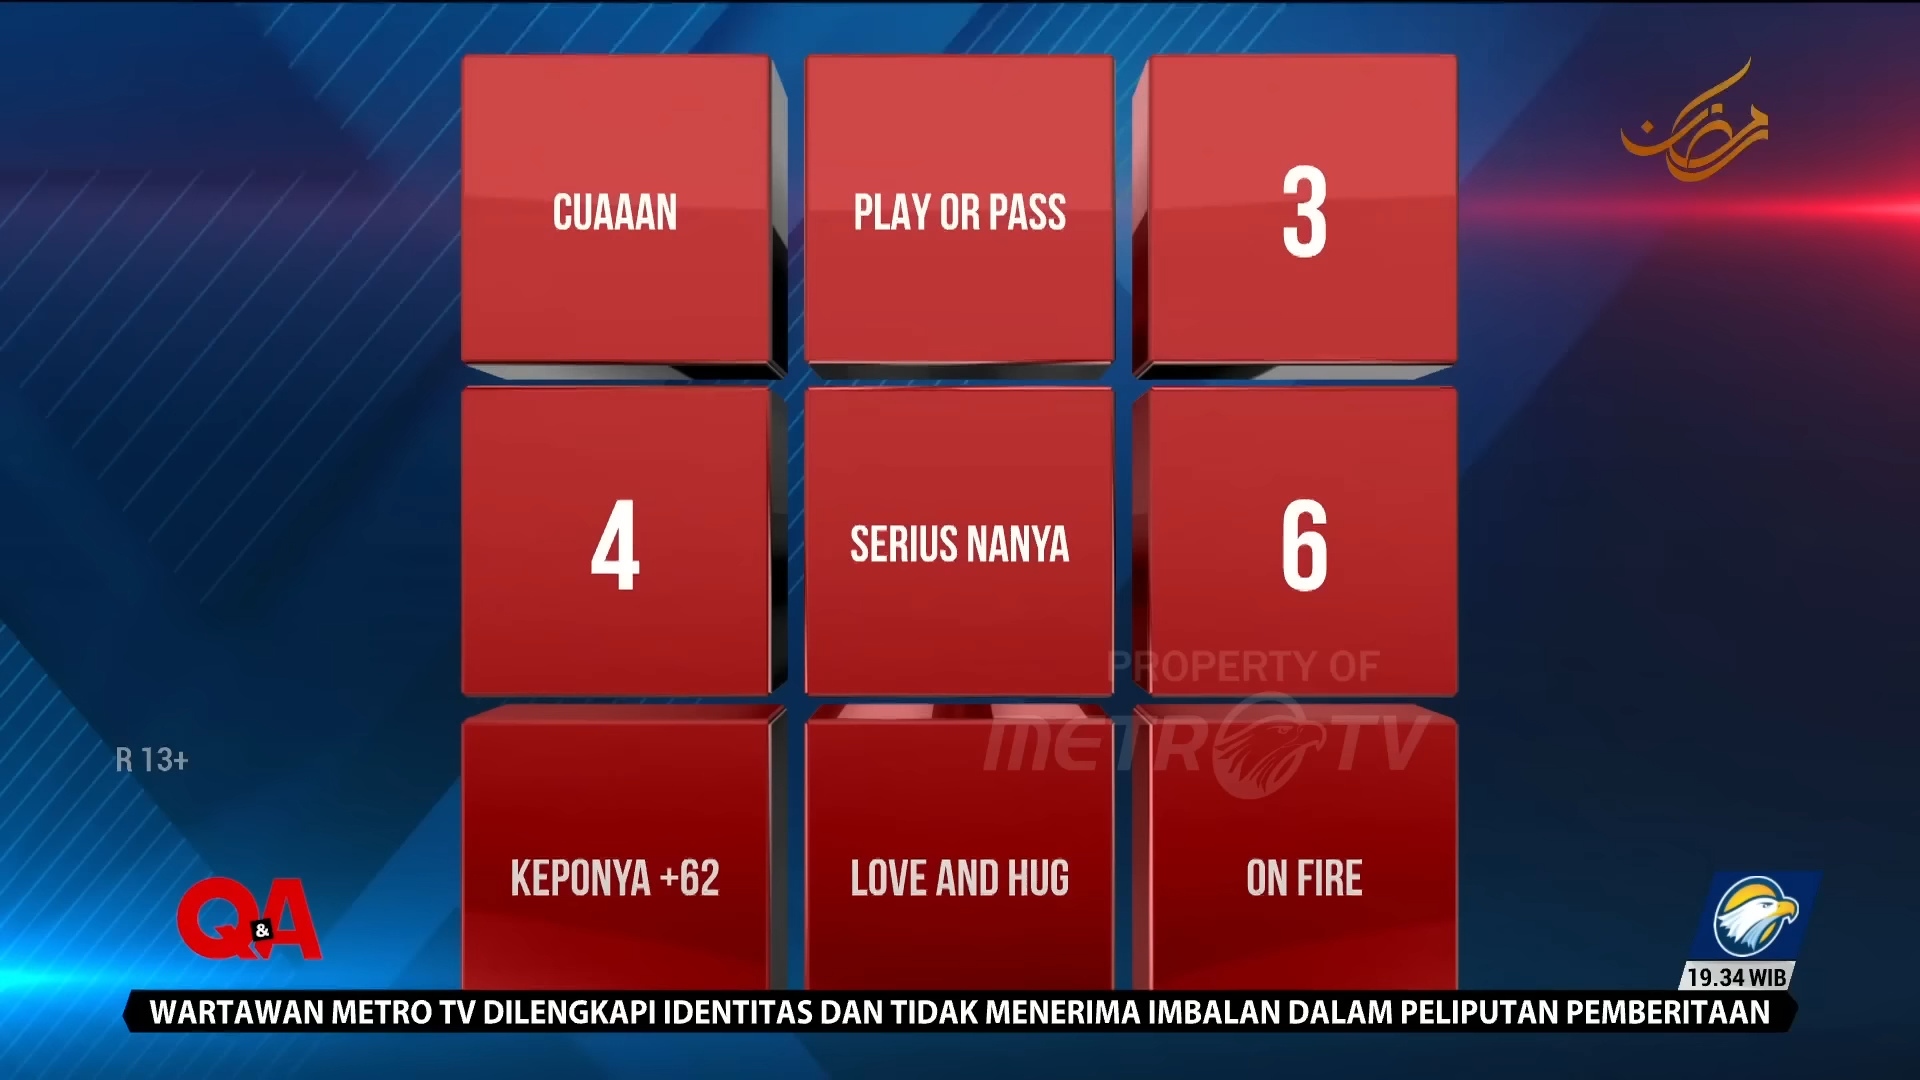 CUAAAN
PLAY OR PASS
3
رمضان
4
SERIUS NANYA
6
PROPERTY OF
METRO TV
R 13+
KEPONYA +62
LOVE AND HUG
ON FIRE
Q&A
19.34 WIB
WARTAWAN METRO TV DILENGKAPI IDENTITAS DAN TIDAK MENERIMA IMBALAN DALAM PELIPUTAN PEMBERITAAN